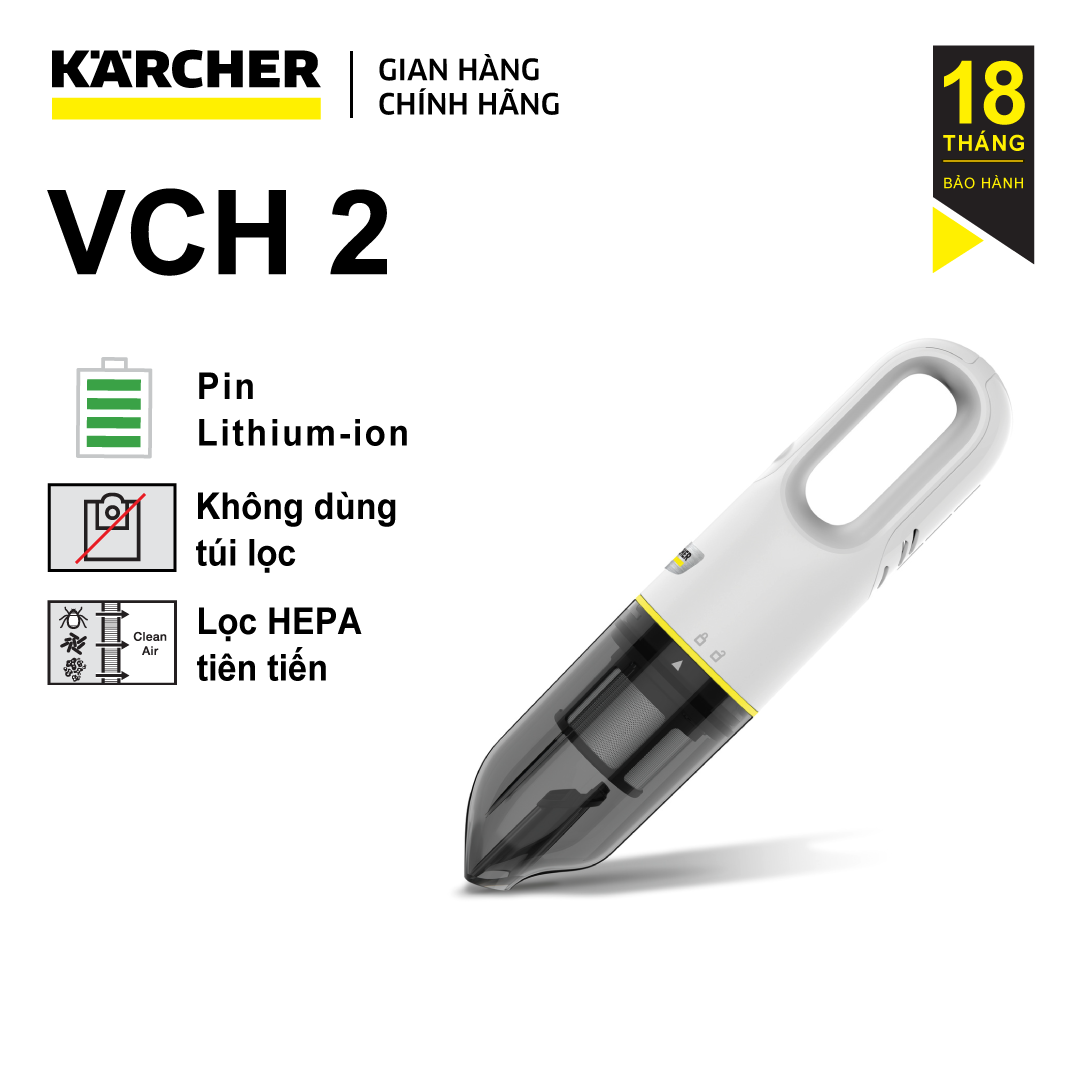 KÄRCHER
GIAN HÀNG
CHÍNH HÃNG
18
THÁNG
BẢO HÀNH
VCH 2
Pin
Lithium-ion
Không dùng
túi lọc
Lọc HEPA
tiên tiến
Clean
Air